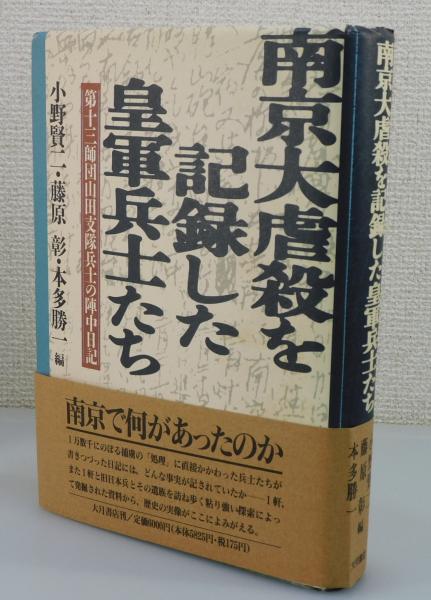 南京大虐殺を
記録した
皇軍兵士たち
第十三師団山田支隊兵士の陣中日記
小野賢二・藤原 彰・本多勝一 編
南京で何があったのか
1万数千にのぼる捕虜の「処理」に直接かかわった兵士たちが
書きつづった日記には、どんな事実が記されていたか――1軒、
また1軒と旧日本兵とその遺族を訪ね歩く粘り強い探索によっ
て発掘された資料から、歴史の実像がここによみがえる。
大月書店刊/定価6000円(本体5825円・税175円)
南京大虐殺を記録した皇軍兵士たち
藤原 彰
本多勝一
編